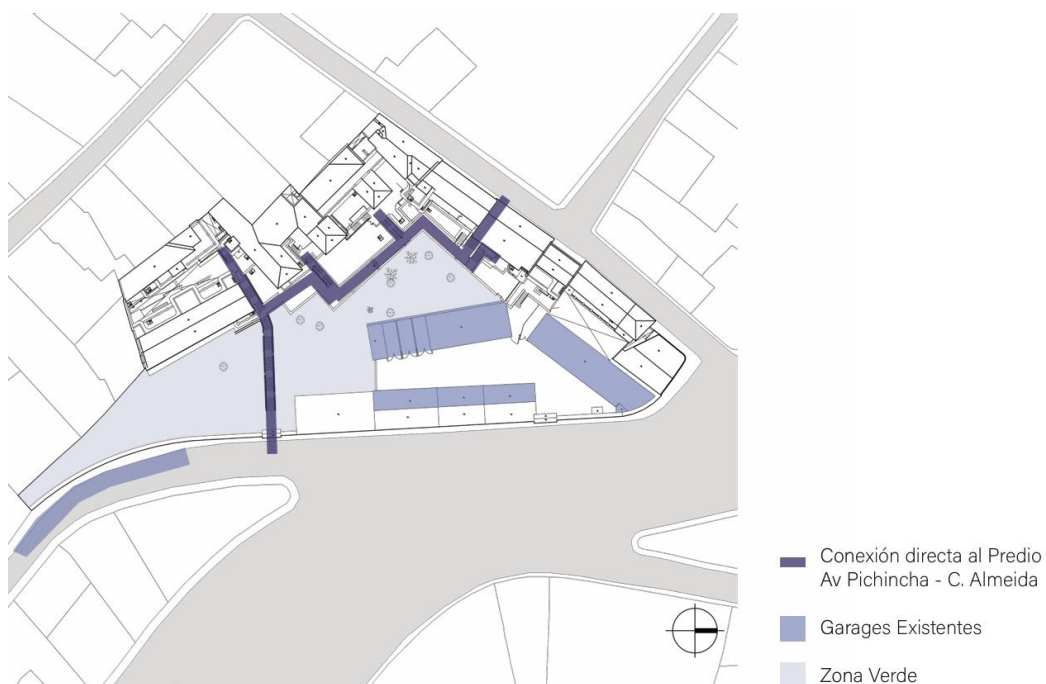 Conexión directa al Predio
Av Pichincha - C. Almeida
Garages Existentes
Zona Verde